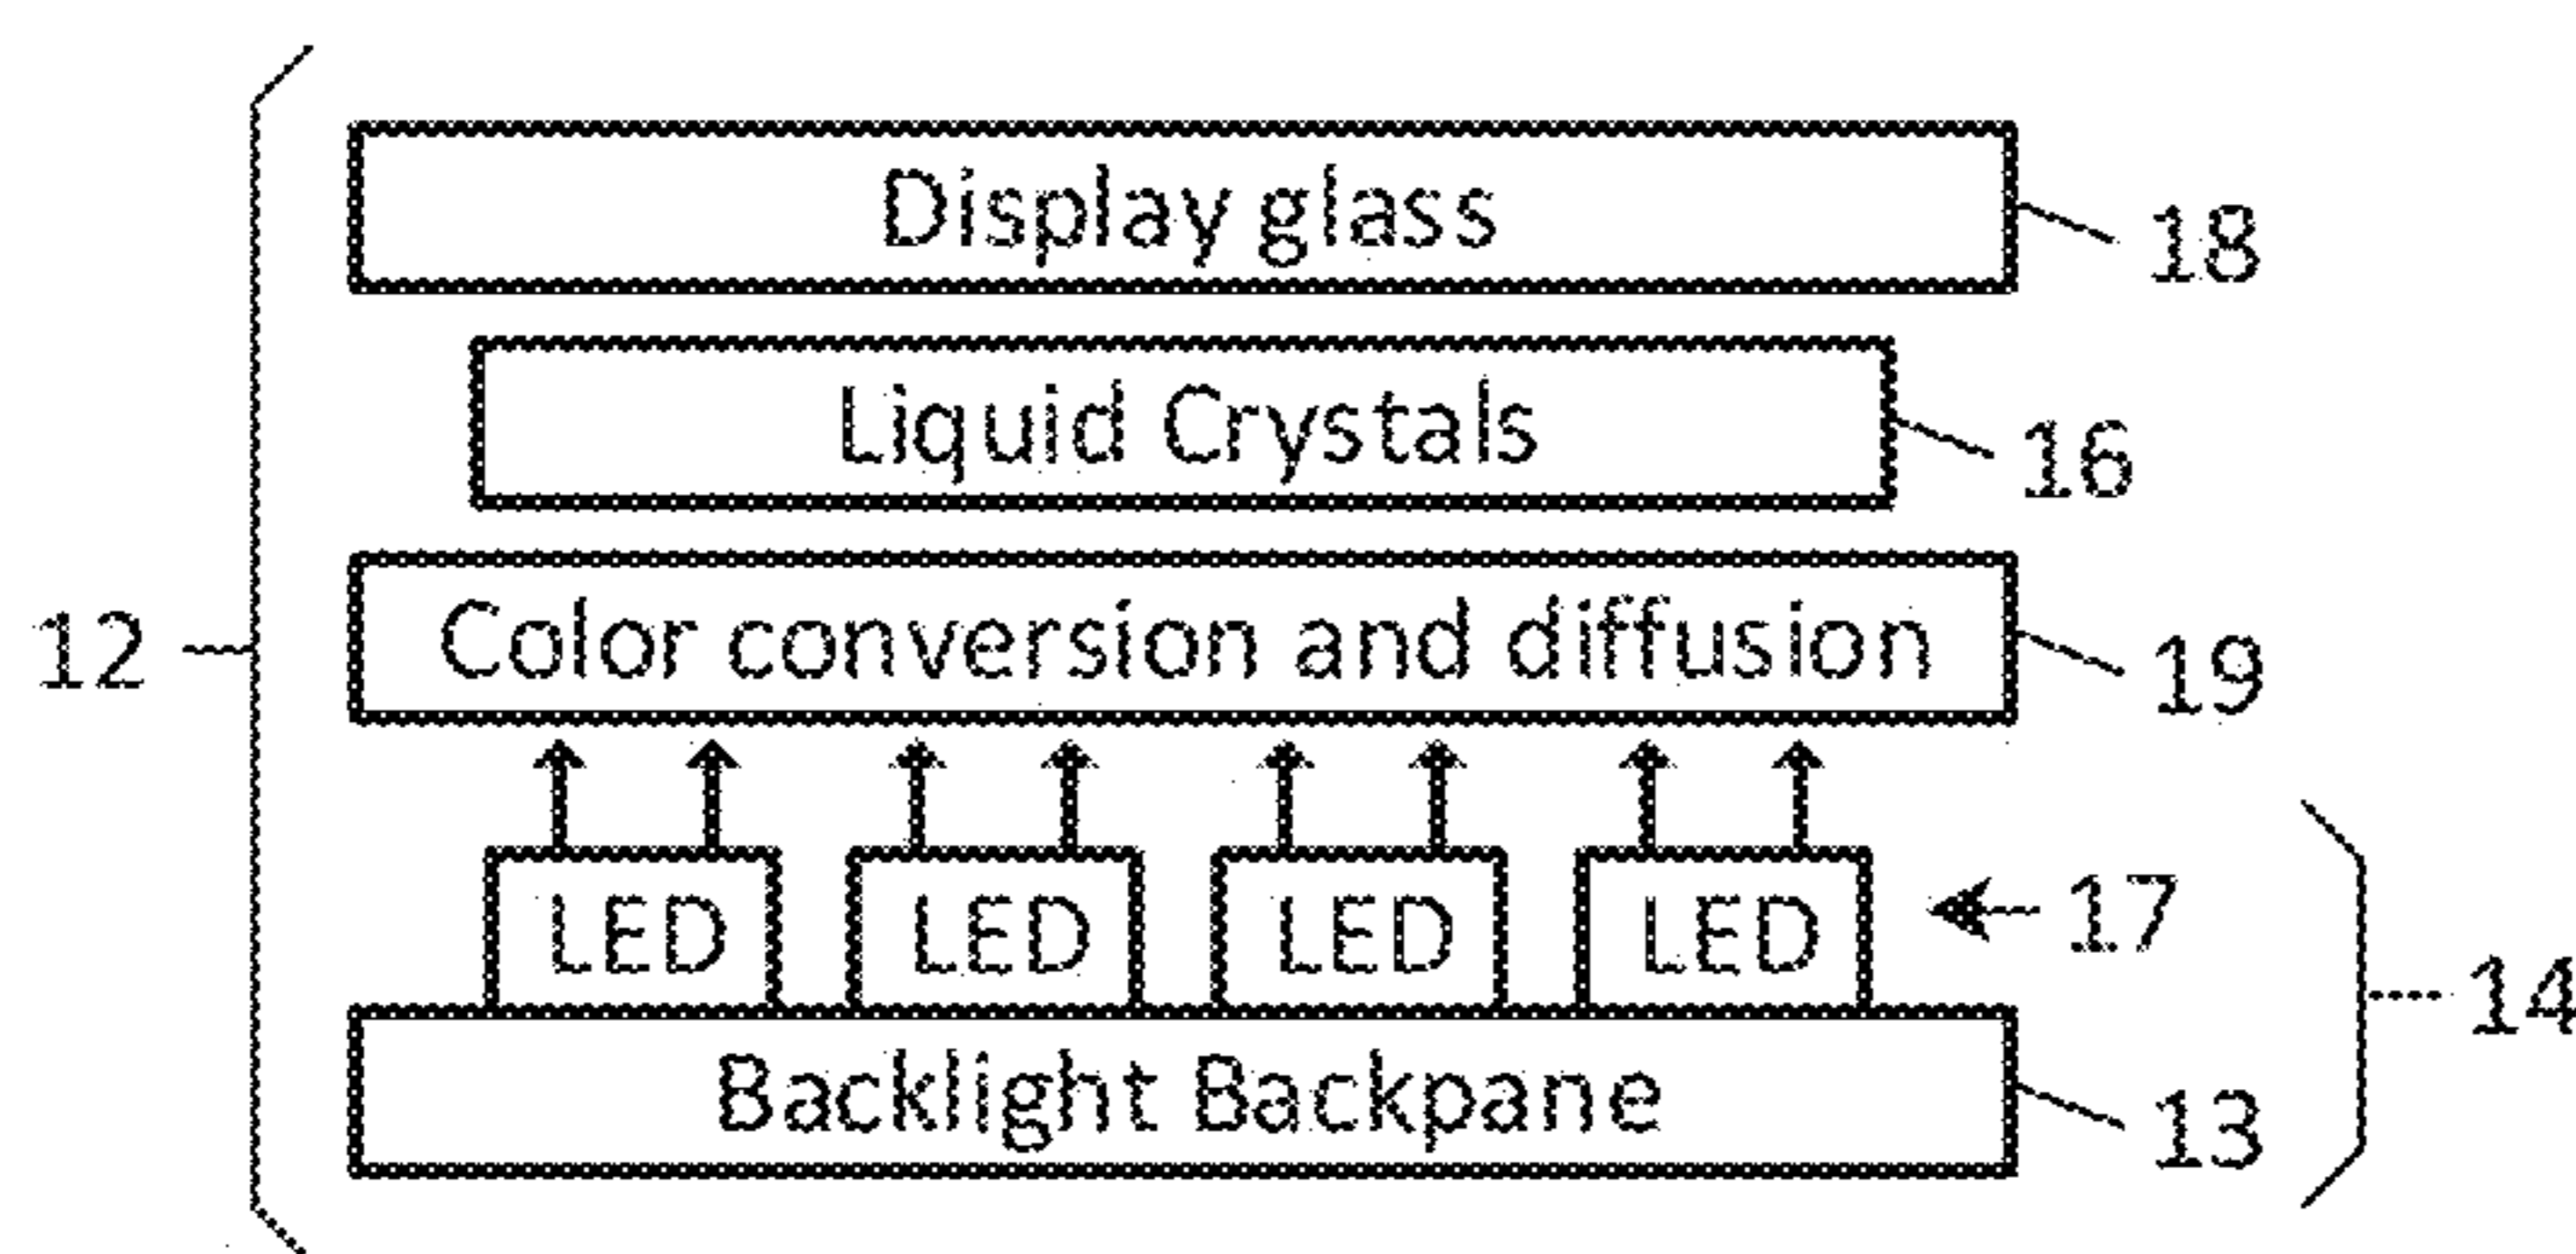 Display glass
18
Liquid Crystals
16
12
Color conversion and diffusion
19
LED LED LED LED
17
14
Backlight Backpane
13